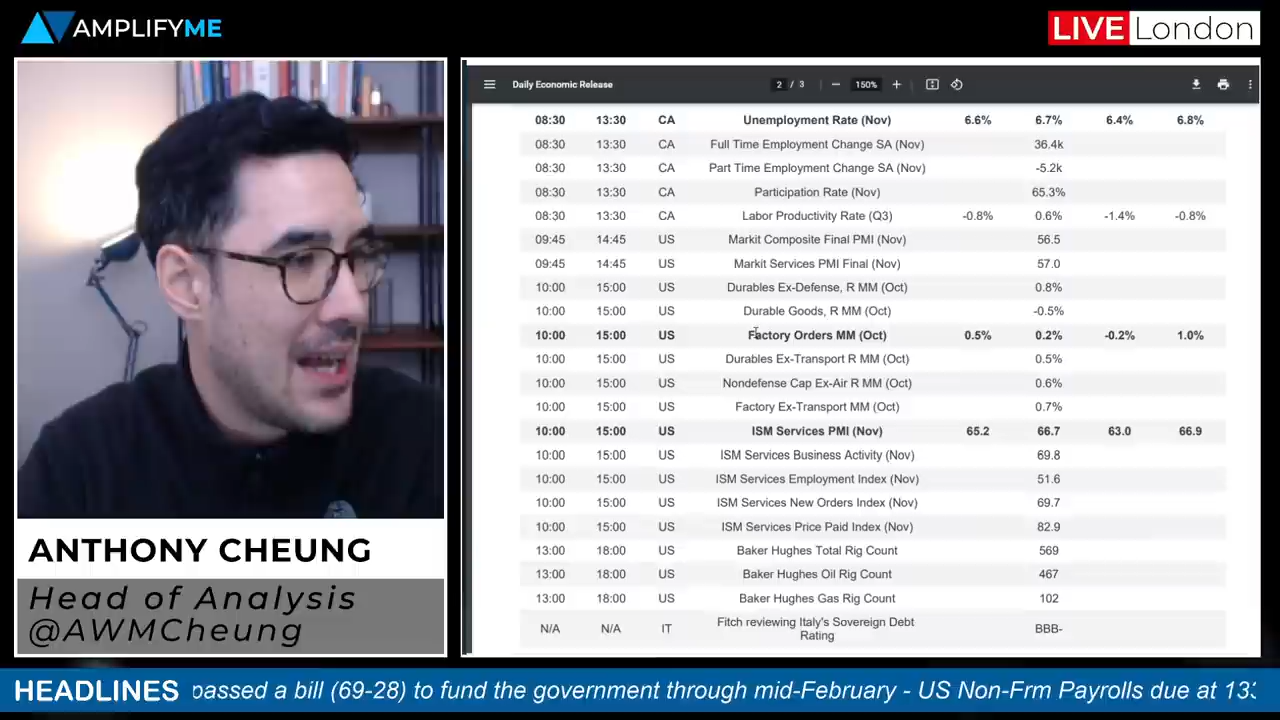 AMPLIFYME
LIVE London
Daily Economic Release
2 / 3
150%
08:30 13:30 CA Unemployment Rate (Nov) 6.6% 6.7% 6.4% 6.8%
08:30 13:30 CA Full Time Employment Change SA (Nov) 36.4k
08:30 13:30 CA Part Time Employment Change SA (Nov) -5.2k
08:30 13:30 CA Participation Rate (Nov) 65.3%
08:30 13:30 CA Labor Productivity Rate (Q3) -0.8% 0.6% -1.4% -0.8%
09:45 14:45 US Markit Composite Final PMI (Nov) 56.5
09:45 14:45 US Markit Services PMI Final (Nov) 57.0
10:00 15:00 US Durables Ex-Defense, R MM (Oct) 0.8%
10:00 15:00 US Durable Goods, R MM (Oct) -0.5%
10:00 15:00 US Factory Orders MM (Oct) 0.5% 0.2% -0.2% 1.0%
10:00 15:00 US Durables Ex-Transport R MM (Oct) 0.5%
10:00 15:00 US Nondefense Cap Ex-Air R MM (Oct) 0.6%
10:00 15:00 US Factory Ex-Transport MM (Oct) 0.7%
10:00 15:00 US ISM Services PMI (Nov) 65.2 66.7 63.0 66.9
10:00 15:00 US ISM Services Business Activity (Nov) 69.8
10:00 15:00 US ISM Services Employment Index (Nov) 51.6
10:00 15:00 US ISM Services New Orders Index (Nov) 69.7
10:00 15:00 US ISM Services Price Paid Index (Nov) 82.9
13:00 18:00 US Baker Hughes Total Rig Count 569
13:00 18:00 US Baker Hughes Oil Rig Count 467
13:00 18:00 US Baker Hughes Gas Rig Count 102
N/A N/A IT Fitch reviewing Italy's Sovereign Debt BBB-
Rating
ANTHONY CHEUNG
Head of Analysis
@AWMCheung
HEADLINES passed a bill (69-28) to fund the government through mid-February - US Non-Frm Payrolls due at 133